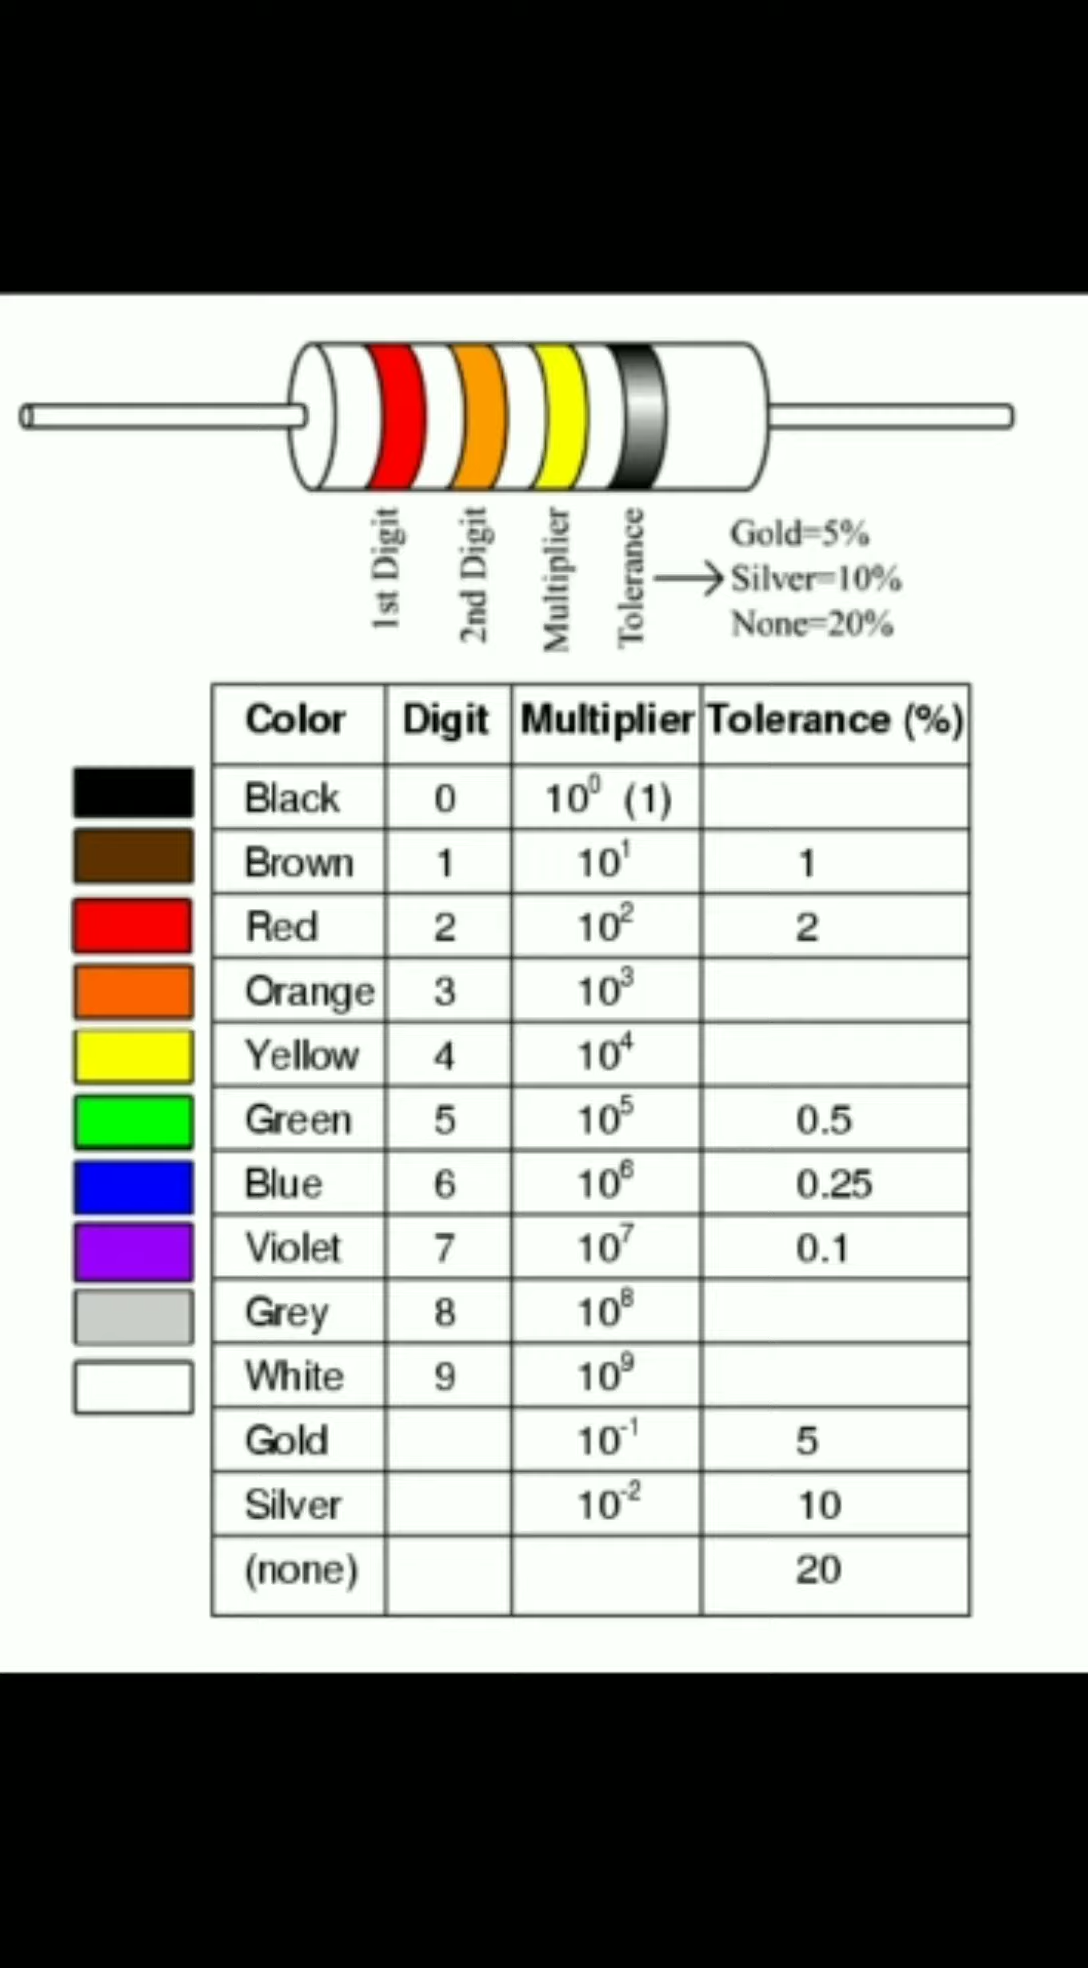 1st Digit
2nd Digit
Multiplier
Tolerance
Gold=5%
Silver=10%
None=20%
Color Digit Multiplier Tolerance (%)
Black 0 10⁰ (1)
Brown 1 10¹ 1
Red 2 10² 2
Orange 3 10³
Yellow 4 10⁴
Green 5 10⁵ 0.5
Blue 6 10⁶ 0.25
Violet 7 10⁷ 0.1
Grey 8 10⁸
White 9 10⁹
Gold 10⁻¹ 5
Silver 10⁻² 10
(none) 20